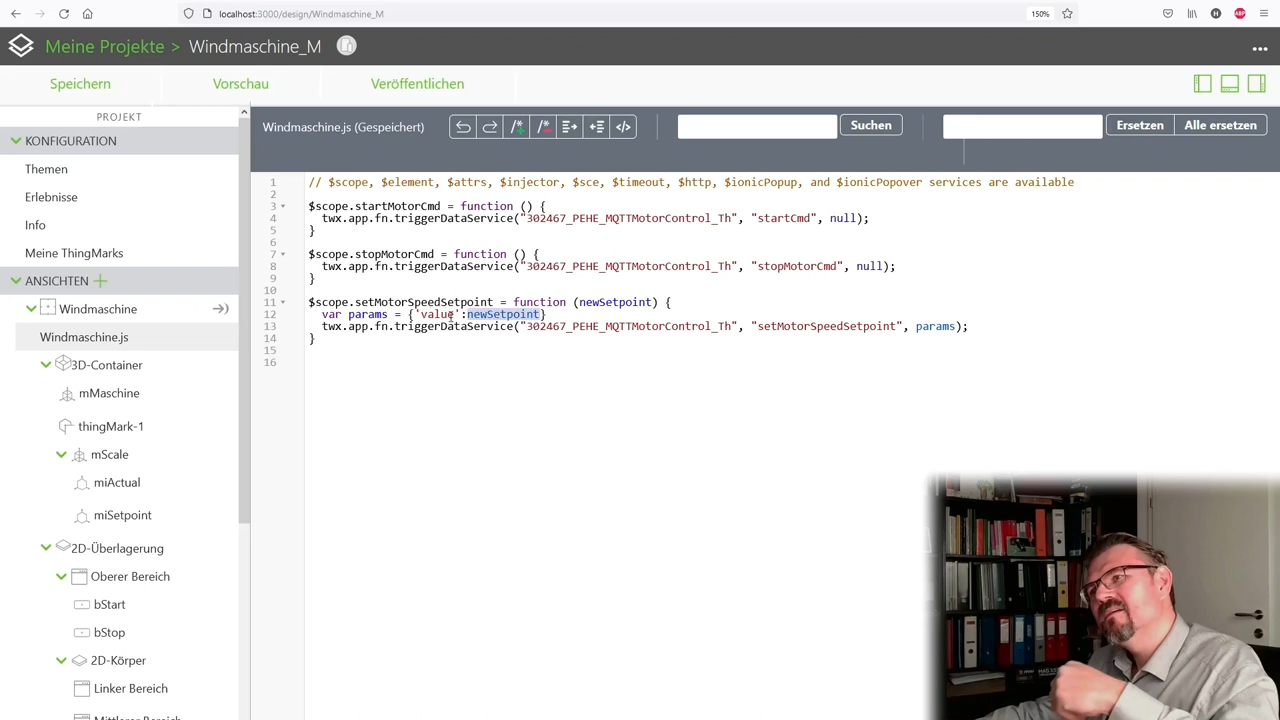 localhost:3000/design/Windmaschine_M
150%
Meine Projekte > Windmaschine_M
Speichern
Vorschau
Veröffentlichen
PROJEKT
KONFIGURATION
Themen
Erlebnisse
Info
Meine ThingMarks
ANSICHTEN
Windmaschine
Windmaschine.js
3D-Container
mMaschine
thingMark-1
mScale
miActual
miSetpoint
2D-Überlagerung
Oberer Bereich
bStart
bStop
2D-Körper
Linker Bereich
Mittlerer Bereich
Windmaschine.js (Gespeichert)
Suchen
Ersetzen
Alle ersetzen
1 // $scope, $element, $attrs, $injector, $sce, $timeout, $http, $ionicPopup, and $ionicPopover services are available
2
3 $scope.startMotorCmd = function () {
4 twx.app.fn.triggerDataService("302467_PEHE_MQTTMotorControl_Th", "startCmd", null);
5 }
6
7 $scope.stopMotorCmd = function () {
8 twx.app.fn.triggerDataService("302467_PEHE_MQTTMotorControl_Th", "stopMotorCmd", null);
9 }
10
11 $scope.setMotorSpeedSetpoint = function (newSetpoint) {
12 var params = {'value':newSetpoint}
13 twx.app.fn.triggerDataService("302467_PEHE_MQTTMotorControl_Th", "setMotorSpeedSetpoint", params);
14 }
15
16